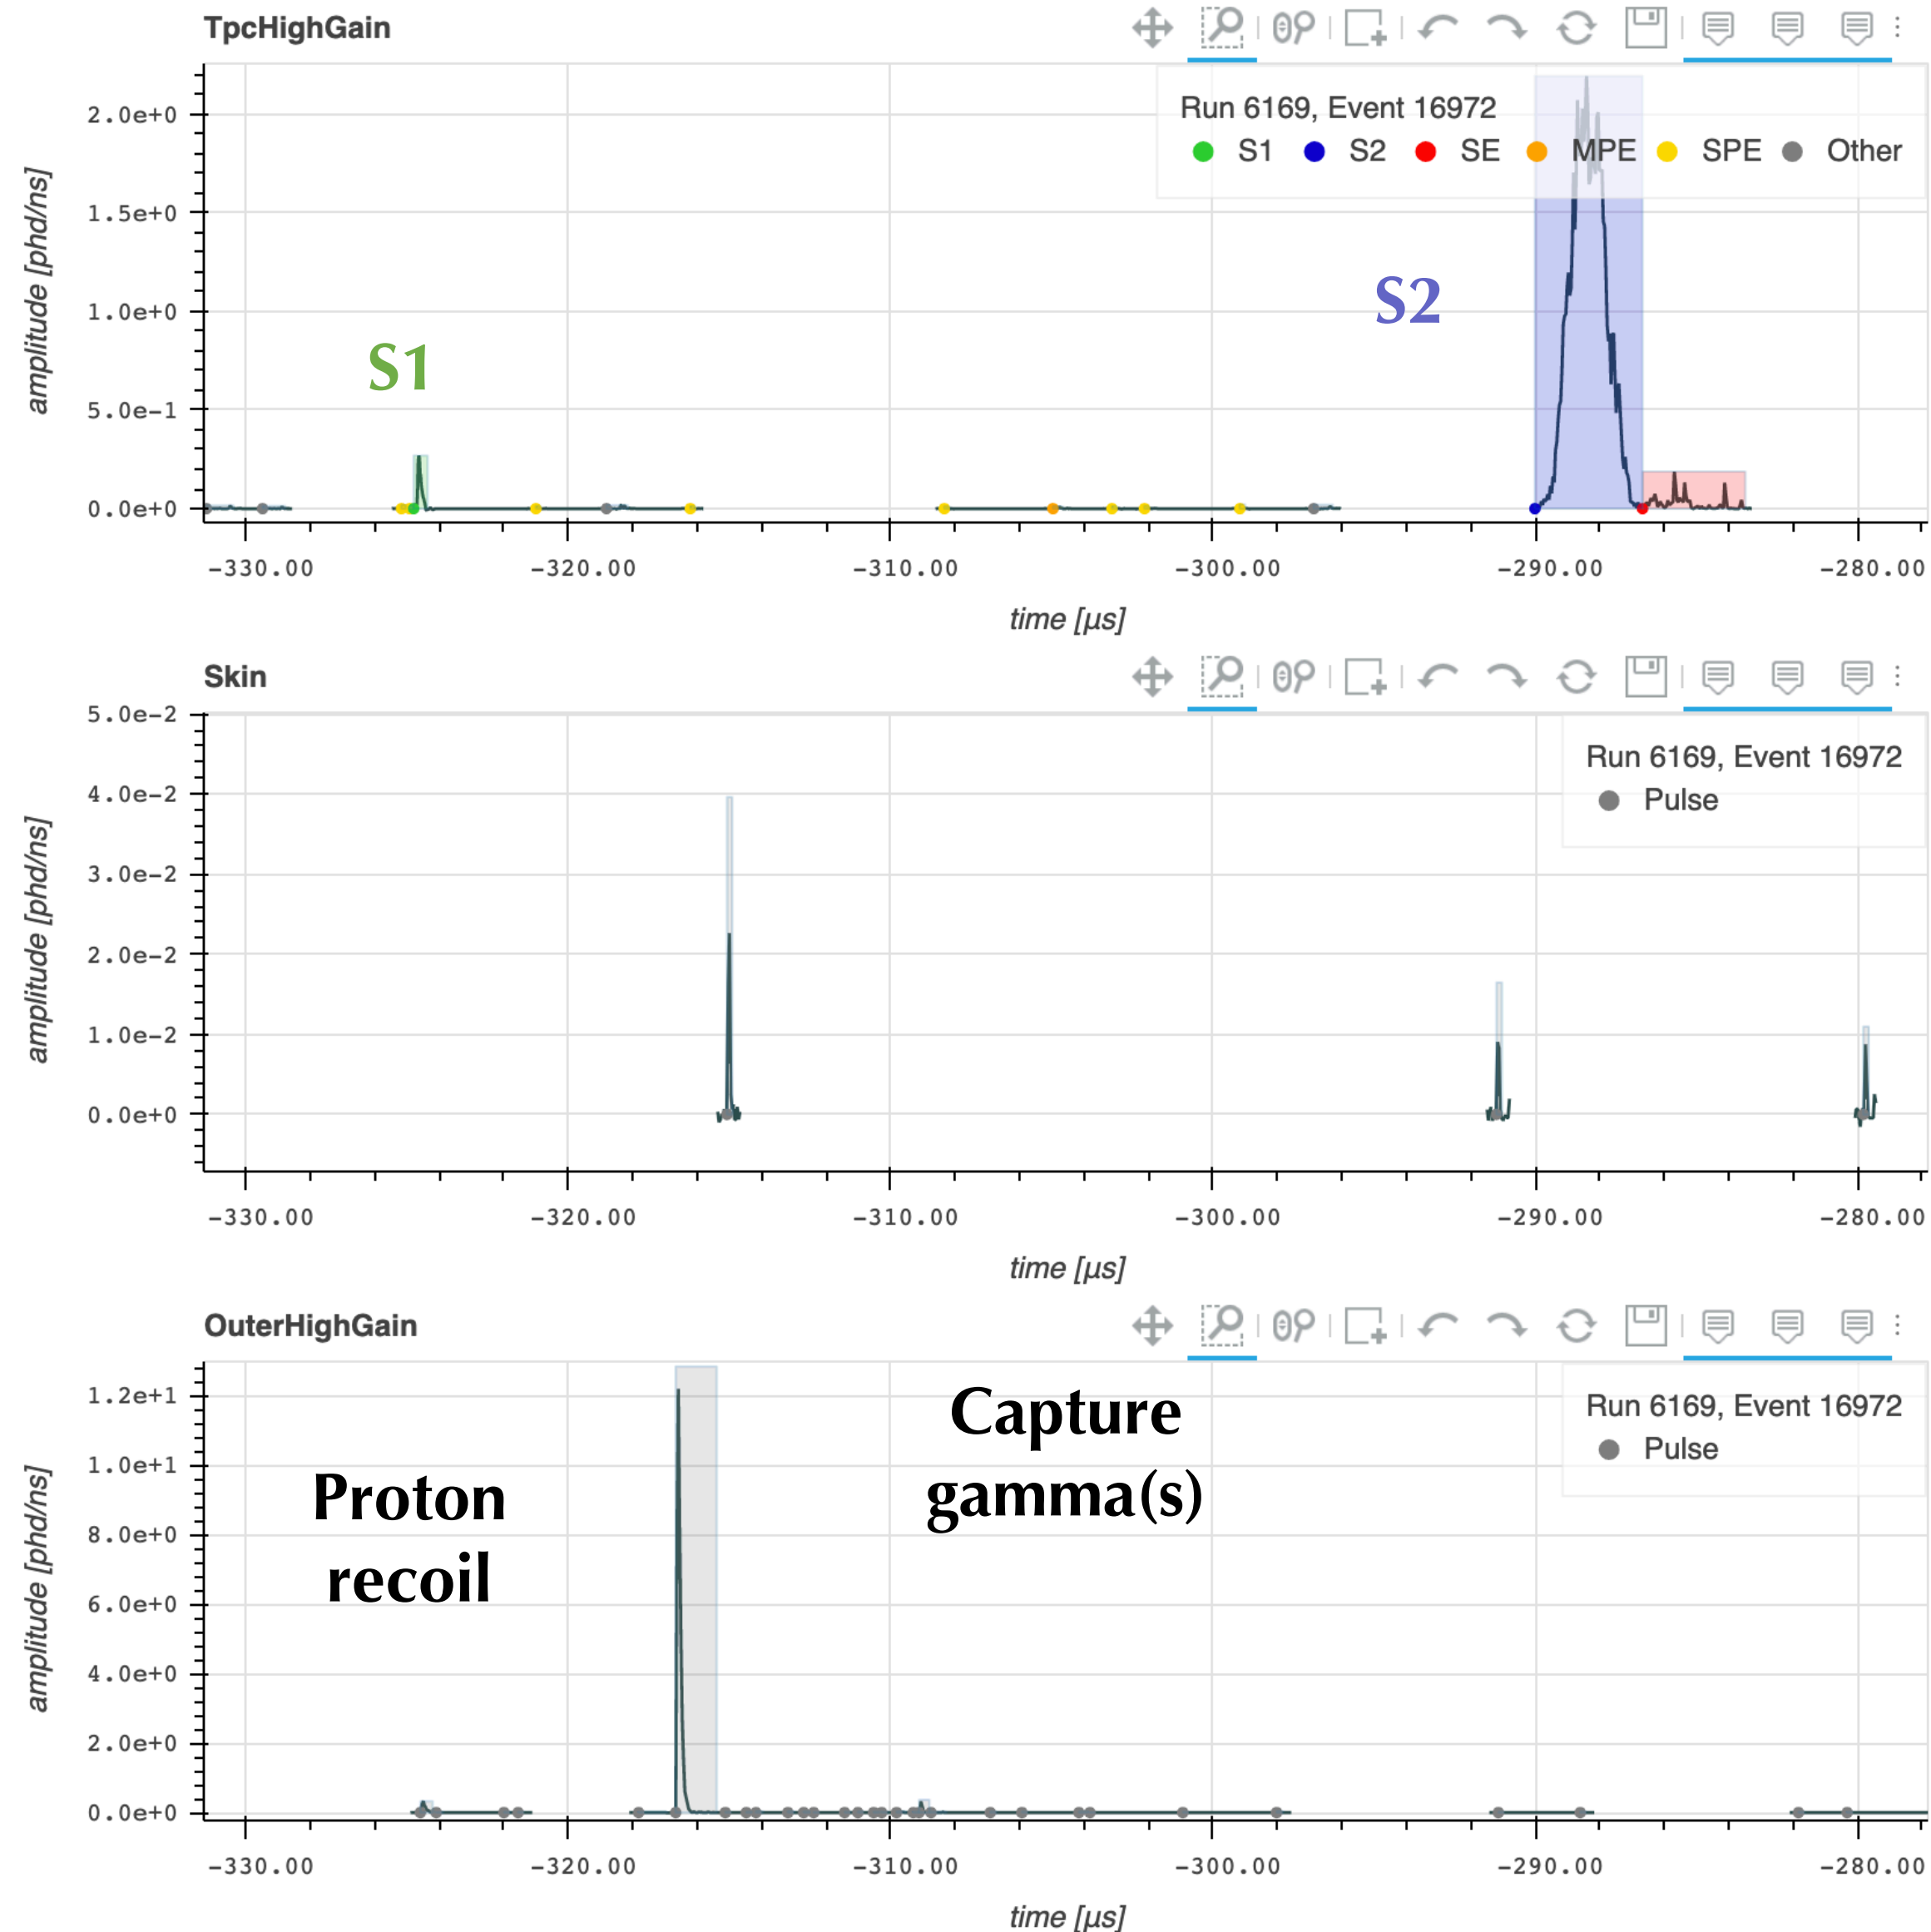 TpcHighGain
Run 6169, Event 16972
S1 S2 SE MPE SPE Other
2.0e+0
1.5e+0
1.0e+0
5.0e-1
0.0e+0
amplitude [phd/ns]
S1
S2
-330.00 -320.00 -310.00 -300.00 -290.00 -280.00
time [µs]
Skin
Run 6169, Event 16972
Pulse
5.0e-2
4.0e-2
3.0e-2
2.0e-2
1.0e-2
0.0e+0
amplitude [phd/ns]
-330.00 -320.00 -310.00 -300.00 -290.00 -280.00
time [µs]
OuterHighGain
Run 6169, Event 16972
Pulse
1.2e+1
1.0e+1
8.0e+0
6.0e+0
4.0e+0
2.0e+0
0.0e+0
amplitude [phd/ns]
Proton
recoil
Capture
gamma(s)
-330.00 -320.00 -310.00 -300.00 -290.00 -280.00
time [µs]